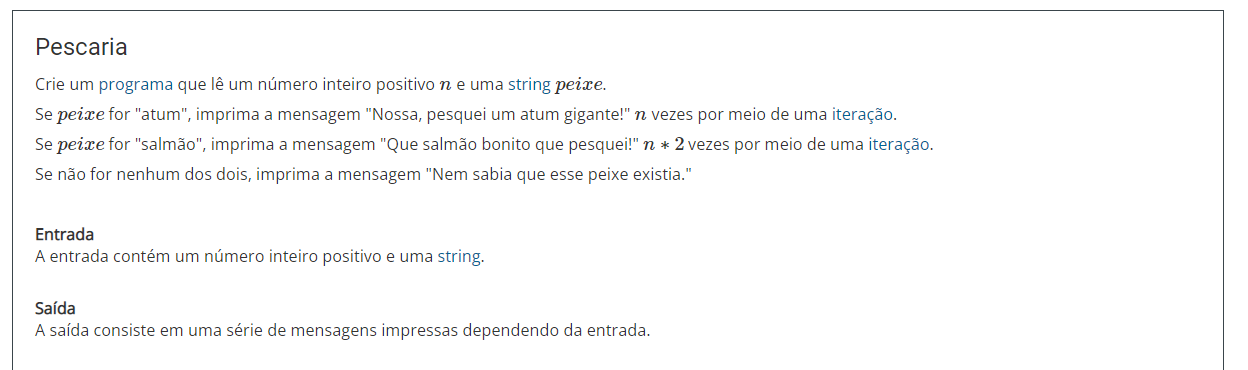 Pescaria
Crie um programa que lê um número inteiro positivo n e uma string peixe.
Se peixe for "atum", imprima a mensagem "Nossa, pesquei um atum gigante!" n vezes por meio de uma iteração.
Se peixe for "salmão", imprima a mensagem "Que salmão bonito que pesquei!" n * 2 vezes por meio de uma iteração.
Se não for nenhum dos dois, imprima a mensagem "Nem sabia que esse peixe existia."
Entrada
A entrada contém um número inteiro positivo e uma string.
Saída
A saída consiste em uma série de mensagens impressas dependendo da entrada.